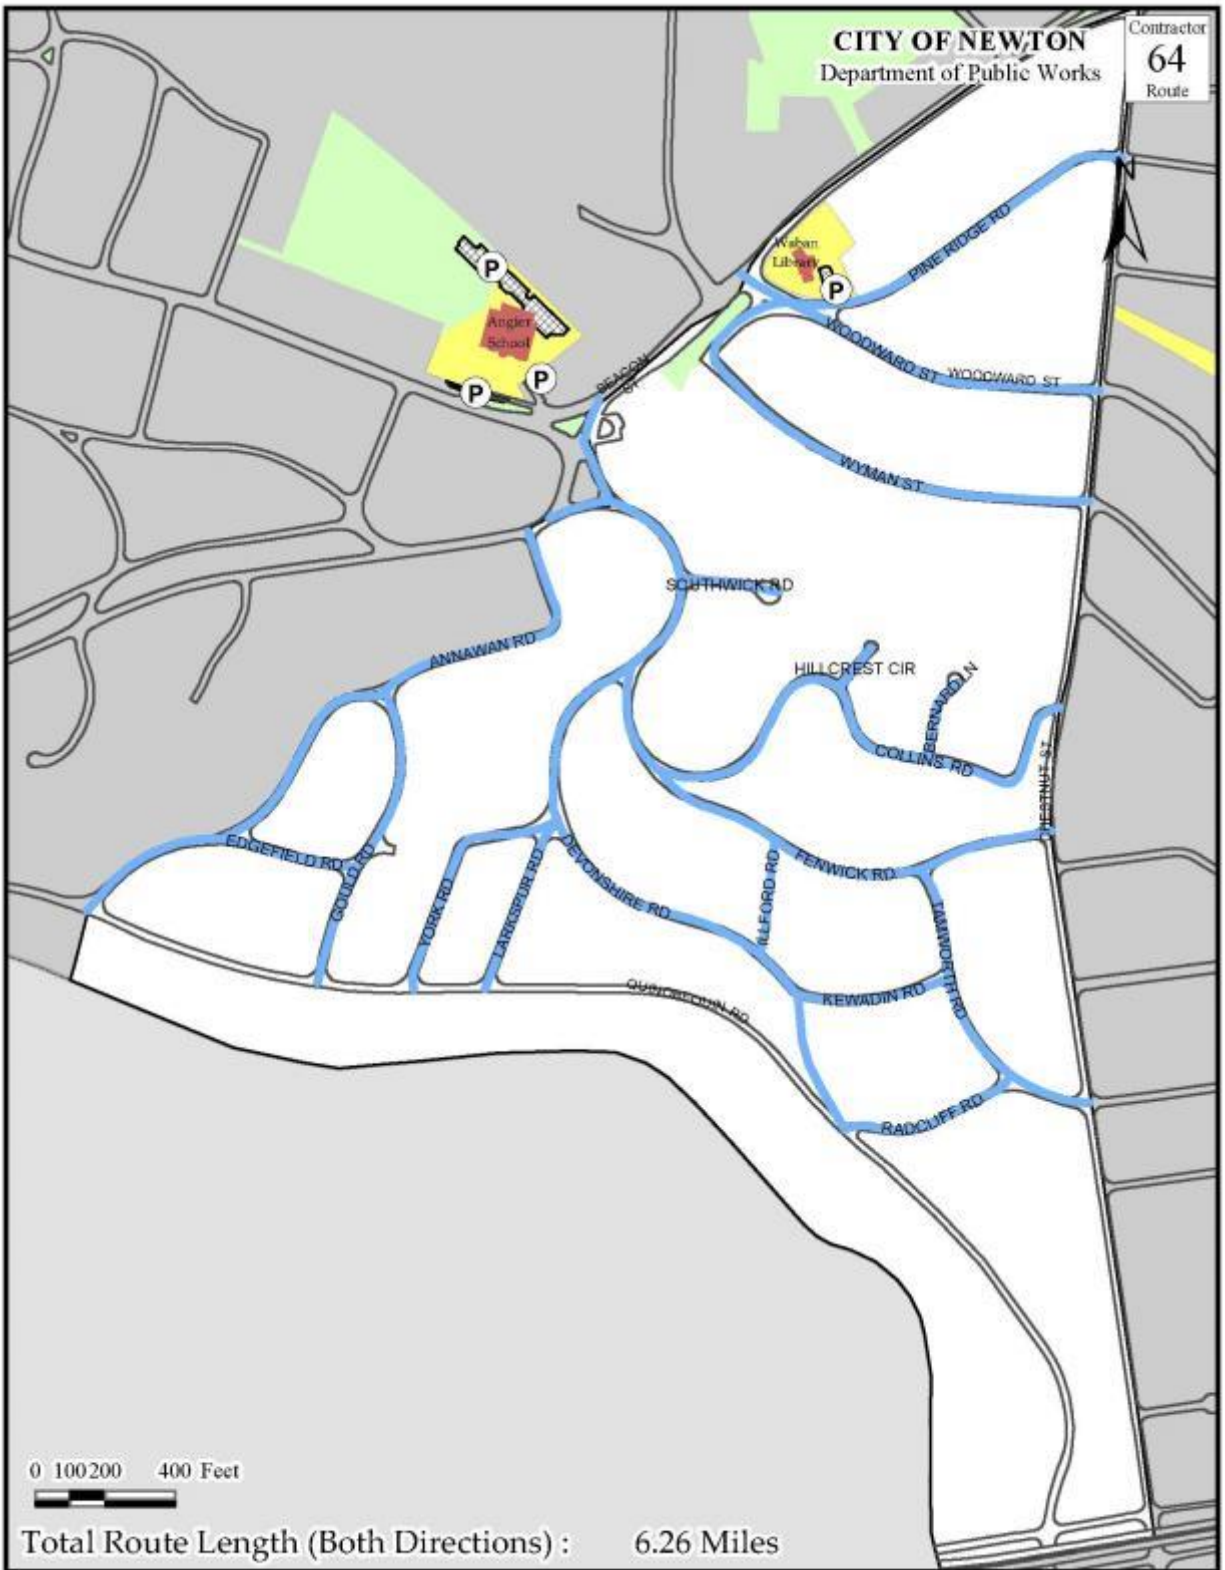 CITY OF NEWTON
Department of Public Works
Contractor
64
Route
N
PINE RIDGE RD
Waban
Library
P
P
Angier
School
WOODWARD ST
WOODWARD ST
BEACON
ST
P
P
WYMAN ST
SOUTHWICK RD
ANNAWAN RD
HILLCREST CIR
BERNARD LN
COLLINS RD
CHESTNUT ST
EDGEFIELD RD
GOULD RD
YORK RD
LARKSPUR RD
DEVONSHIRE RD
ILLFORD RD
FENWICK RD
TAMWORTH RD
KEWADIN RD
QUINOBEQUIN RD
RADCLIFF RD
0 100 200 400 Feet
Total Route Length (Both Directions) : 6.26 Miles